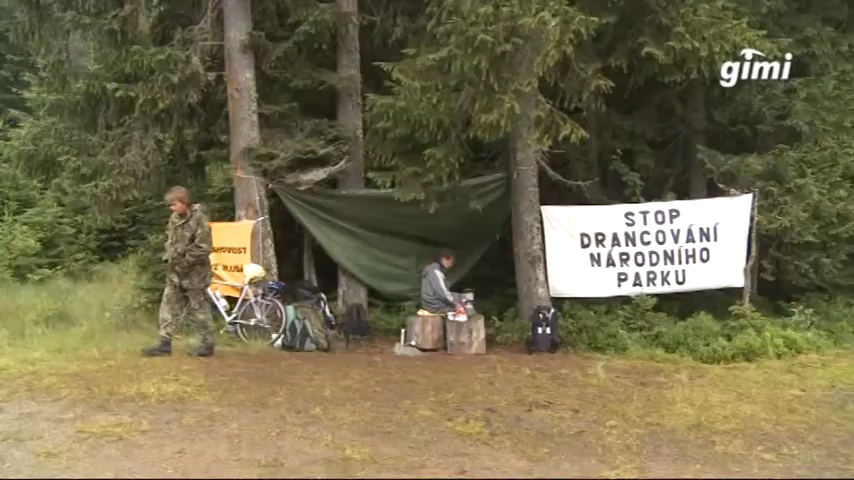 gimi
STOP
DRANCOVÁNÍ
NÁRODNÍHO
PARKU